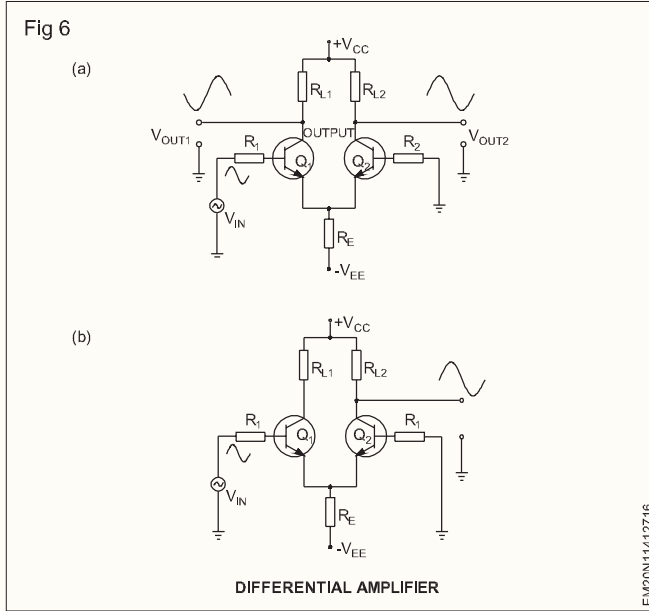 Fig 6
(a)
+VCC
RL1
RL2
VOUT1
OUTPUT
VOUT2
R1
Q1
Q2
R2
VIN
RE
-VEE
(b)
+VCC
RL1
RL2
R1
Q1
Q2
R1
VIN
RE
-VEE
DIFFERENTIAL AMPLIFIER
EM20N11412716